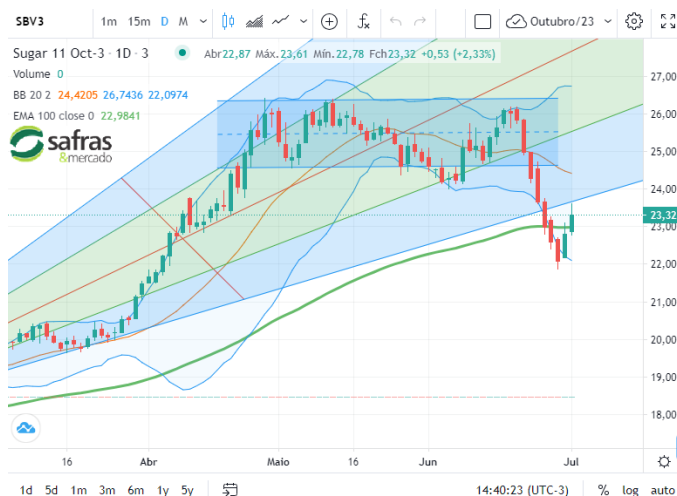 SBV3 1m 15m D M fx Outubro/23
Sugar 11 Oct-3 · 1D · 3 Abr22,87 Máx.23,61 Mín.22,78 Fch23,32 +0,53 (+2,33%)
Volume 0
BB 20 2 24,4205 26,7436 22,0974
EMA 100 close 0 22,9841
safras
&mercado
27,00
26,00
25,00
24,00
23,32
23,00
22,00
21,00
20,00
19,00
18,00
16 Abr Maio 16 Jun Jul
1d 5d 1m 3m 6m 1y 5y 14:40:23 (UTC-3) % log auto